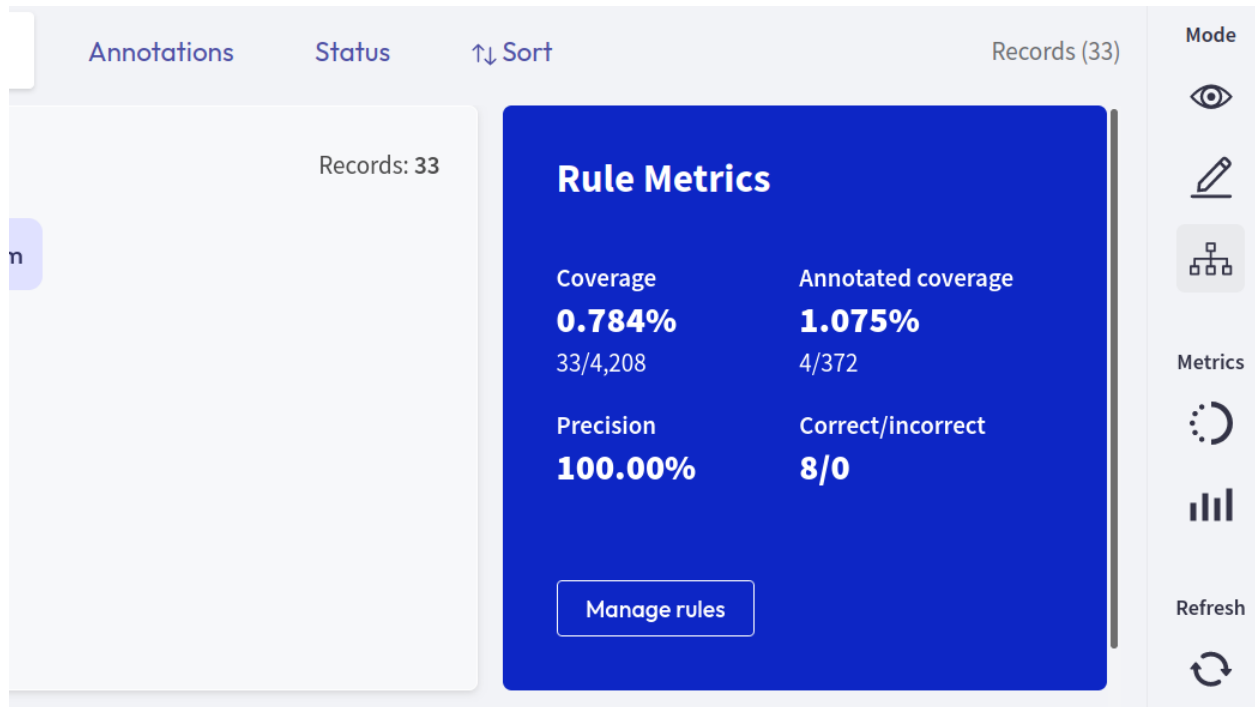 Annotations Status Sort Records (33)
Mode
Records: 33
m
Rule Metrics
Coverage Annotated coverage
0.784% 1.075%
33/4,208 4/372
Precision Correct/incorrect
100.00% 8/0
Manage rules
Metrics
Refresh